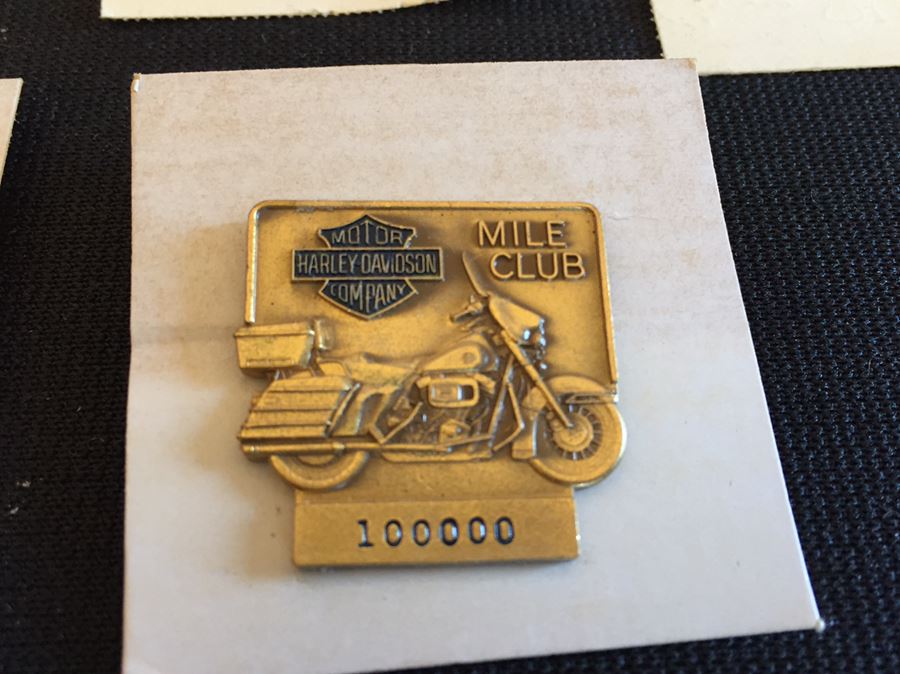 MOTOR
HARLEY-DAVIDSON
COMPANY
MILE
CLUB
100000